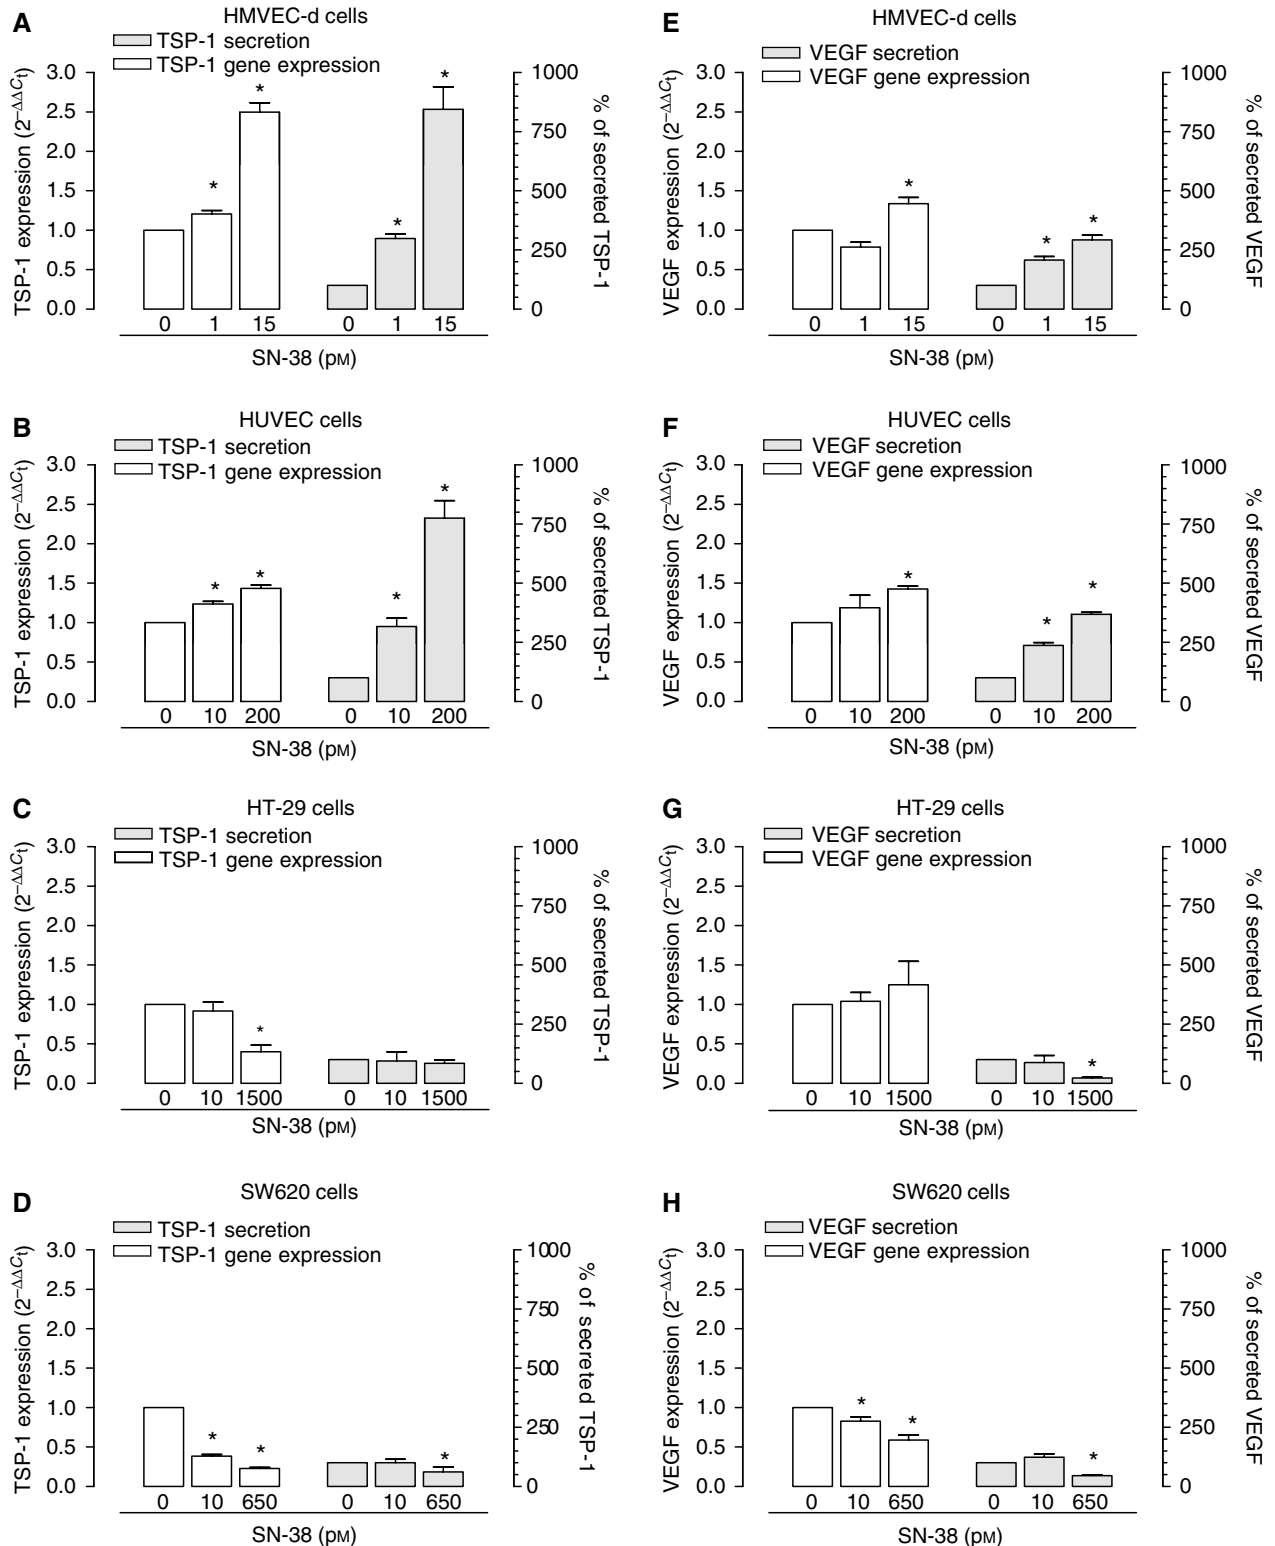 A
HMVEC-d cells
TSP-1 secretion
TSP-1 gene expression
TSP-1 expression (2−ΔΔCt)
3.0
2.5
2.0
1.5
1.0
0.5
0.0
* * * *
1000
750
500
250
0
% of secreted TSP-1
0 1 15 0 1 15
SN-38 (pM)
E
HMVEC-d cells
VEGF secretion
VEGF gene expression
VEGF expression (2−ΔΔCt)
3.0
2.5
2.0
1.5
1.0
0.5
0.0
* * *
1000
750
500
250
0
% of secreted VEGF
0 1 15 0 1 15
SN-38 (pM)
B
HUVEC cells
TSP-1 secretion
TSP-1 gene expression
TSP-1 expression (2−ΔΔCt)
3.0
2.5
2.0
1.5
1.0
0.5
0.0
* * * *
1000
750
500
250
0
% of secreted TSP-1
0 10 200 0 10 200
SN-38 (pM)
F
HUVEC cells
VEGF secretion
VEGF gene expression
VEGF expression (2−ΔΔCt)
3.0
2.5
2.0
1.5
1.0
0.5
0.0
* * *
1000
750
500
250
0
% of secreted VEGF
0 10 200 0 10 200
SN-38 (pM)
C
HT-29 cells
TSP-1 secretion
TSP-1 gene expression
TSP-1 expression (2−ΔΔCt)
3.0
2.5
2.0
1.5
1.0
0.5
0.0
*
1000
750
500
250
0
% of secreted TSP-1
0 10 1500 0 10 1500
SN-38 (pM)
G
HT-29 cells
VEGF secretion
VEGF gene expression
VEGF expression (2−ΔΔCt)
3.0
2.5
2.0
1.5
1.0
0.5
0.0
*
1000
750
500
250
0
% of secreted VEGF
0 10 1500 0 10 1500
SN-38 (pM)
D
SW620 cells
TSP-1 secretion
TSP-1 gene expression
TSP-1 expression (2−ΔΔCt)
3.0
2.5
2.0
1.5
1.0
0.5
0.0
* * *
1000
750
500
250
0
% of secreted TSP-1
0 10 650 0 10 650
SN-38 (pM)
H
SW620 cells
VEGF secretion
VEGF gene expression
VEGF expression (2−ΔΔCt)
3.0
2.5
2.0
1.5
1.0
0.5
0.0
* * *
1000
750
500
250
0
% of secreted VEGF
0 10 650 0 10 650
SN-38 (pM)